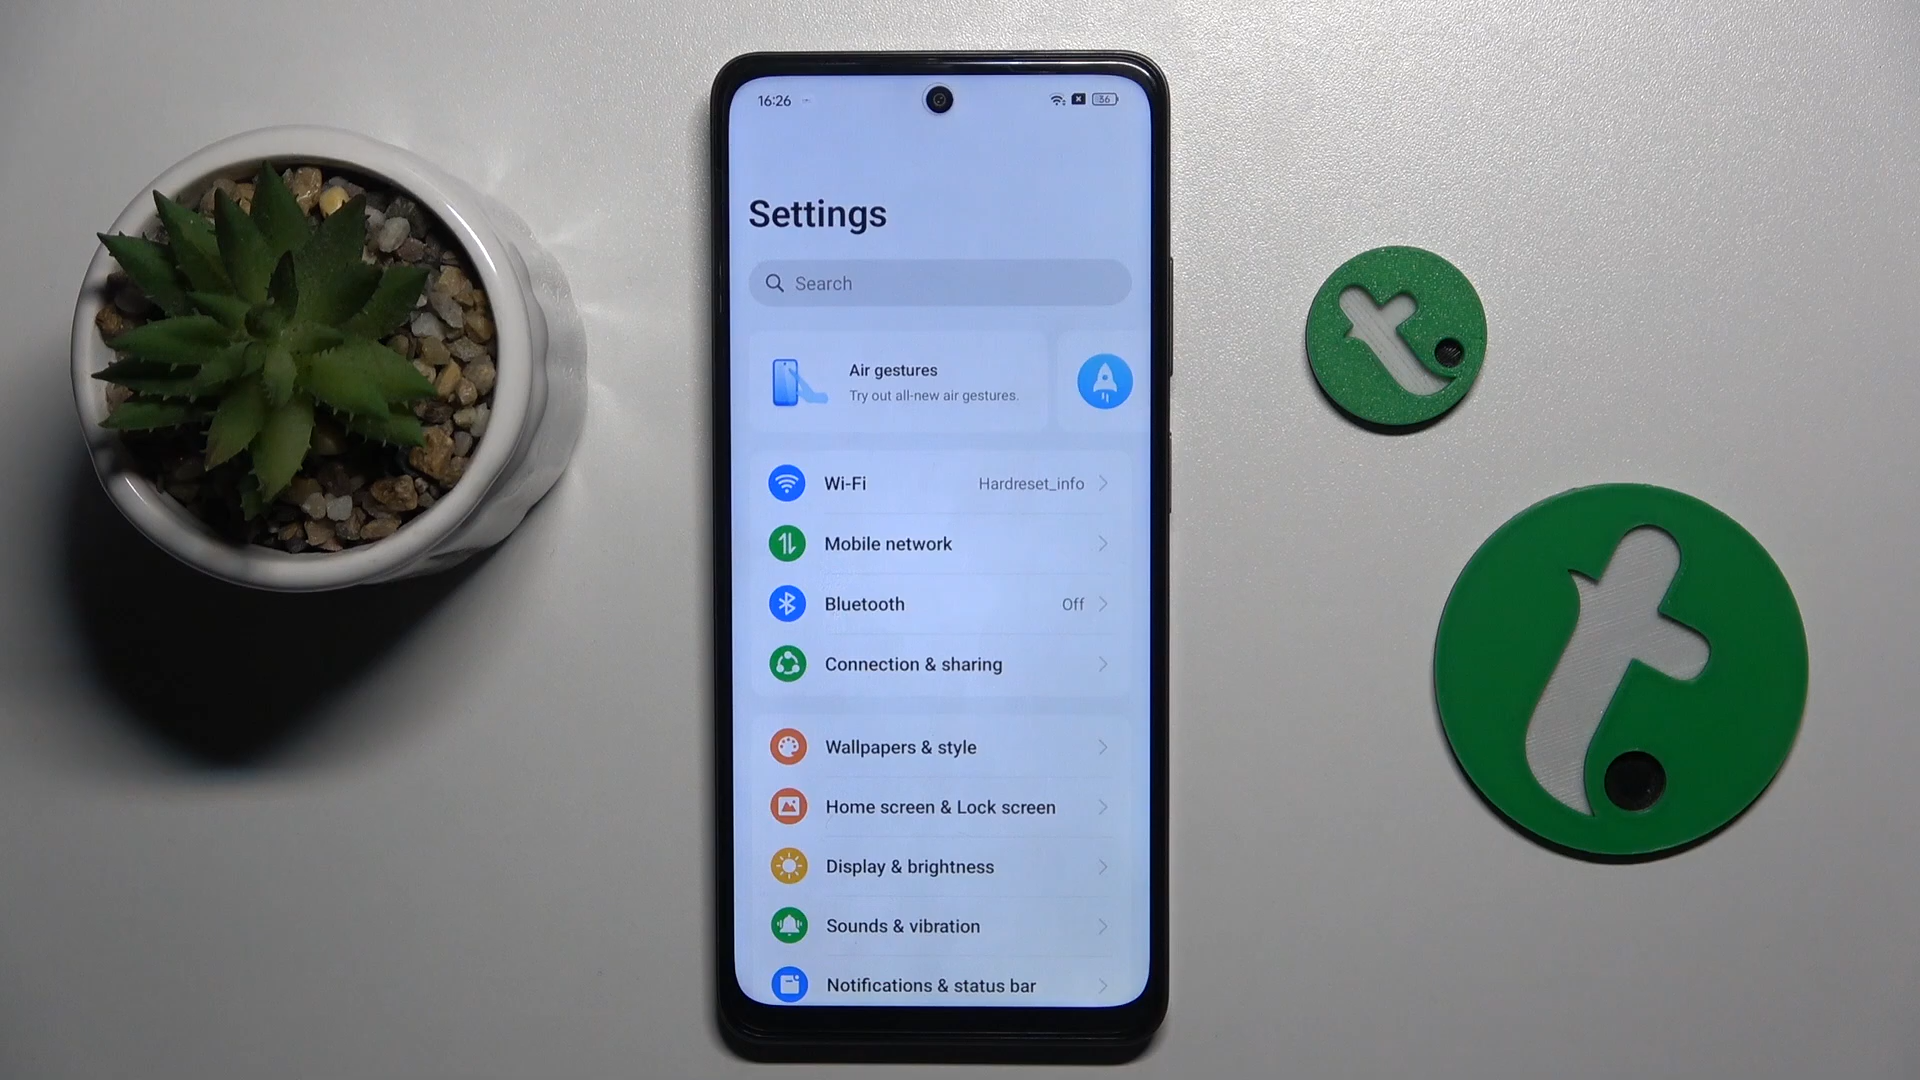 16:26
36
Settings
Search
Air gestures
Try out all-new air gestures.
Wi-Fi Hardreset_info
Mobile network
Bluetooth Off
Connection & sharing
Wallpapers & style
Home screen & Lock screen
Display & brightness
Sounds & vibration
Notifications & status bar
t.
t.